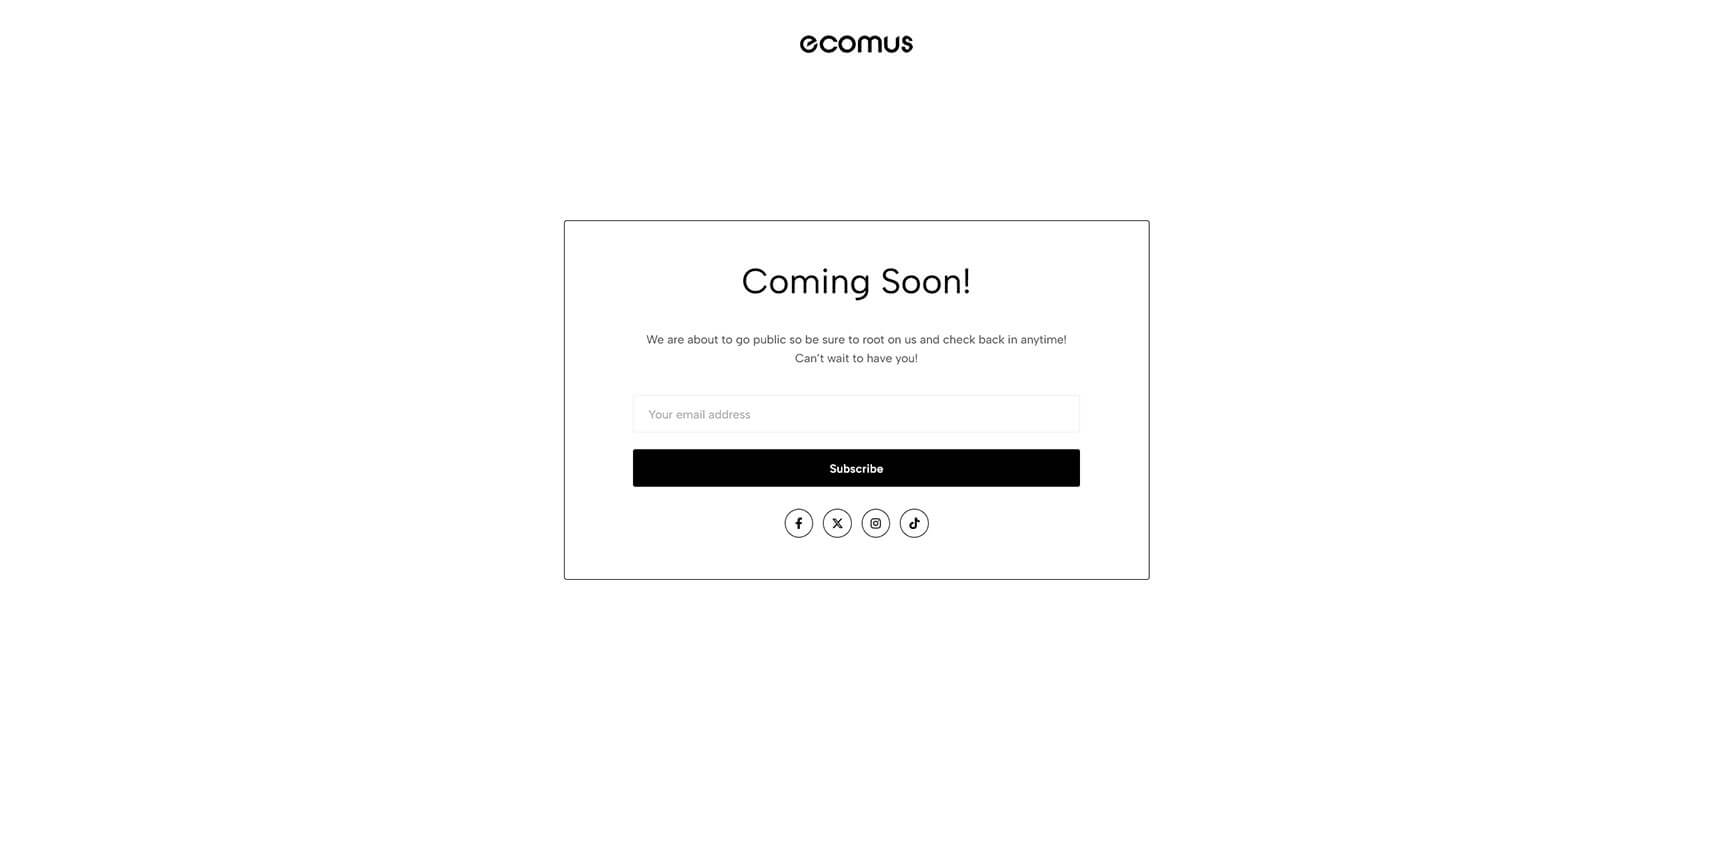 ecomus
Coming Soon!
We are about to go public so be sure to root on us and check back in anytime!
Can't wait to have you!
Your email address
Subscribe